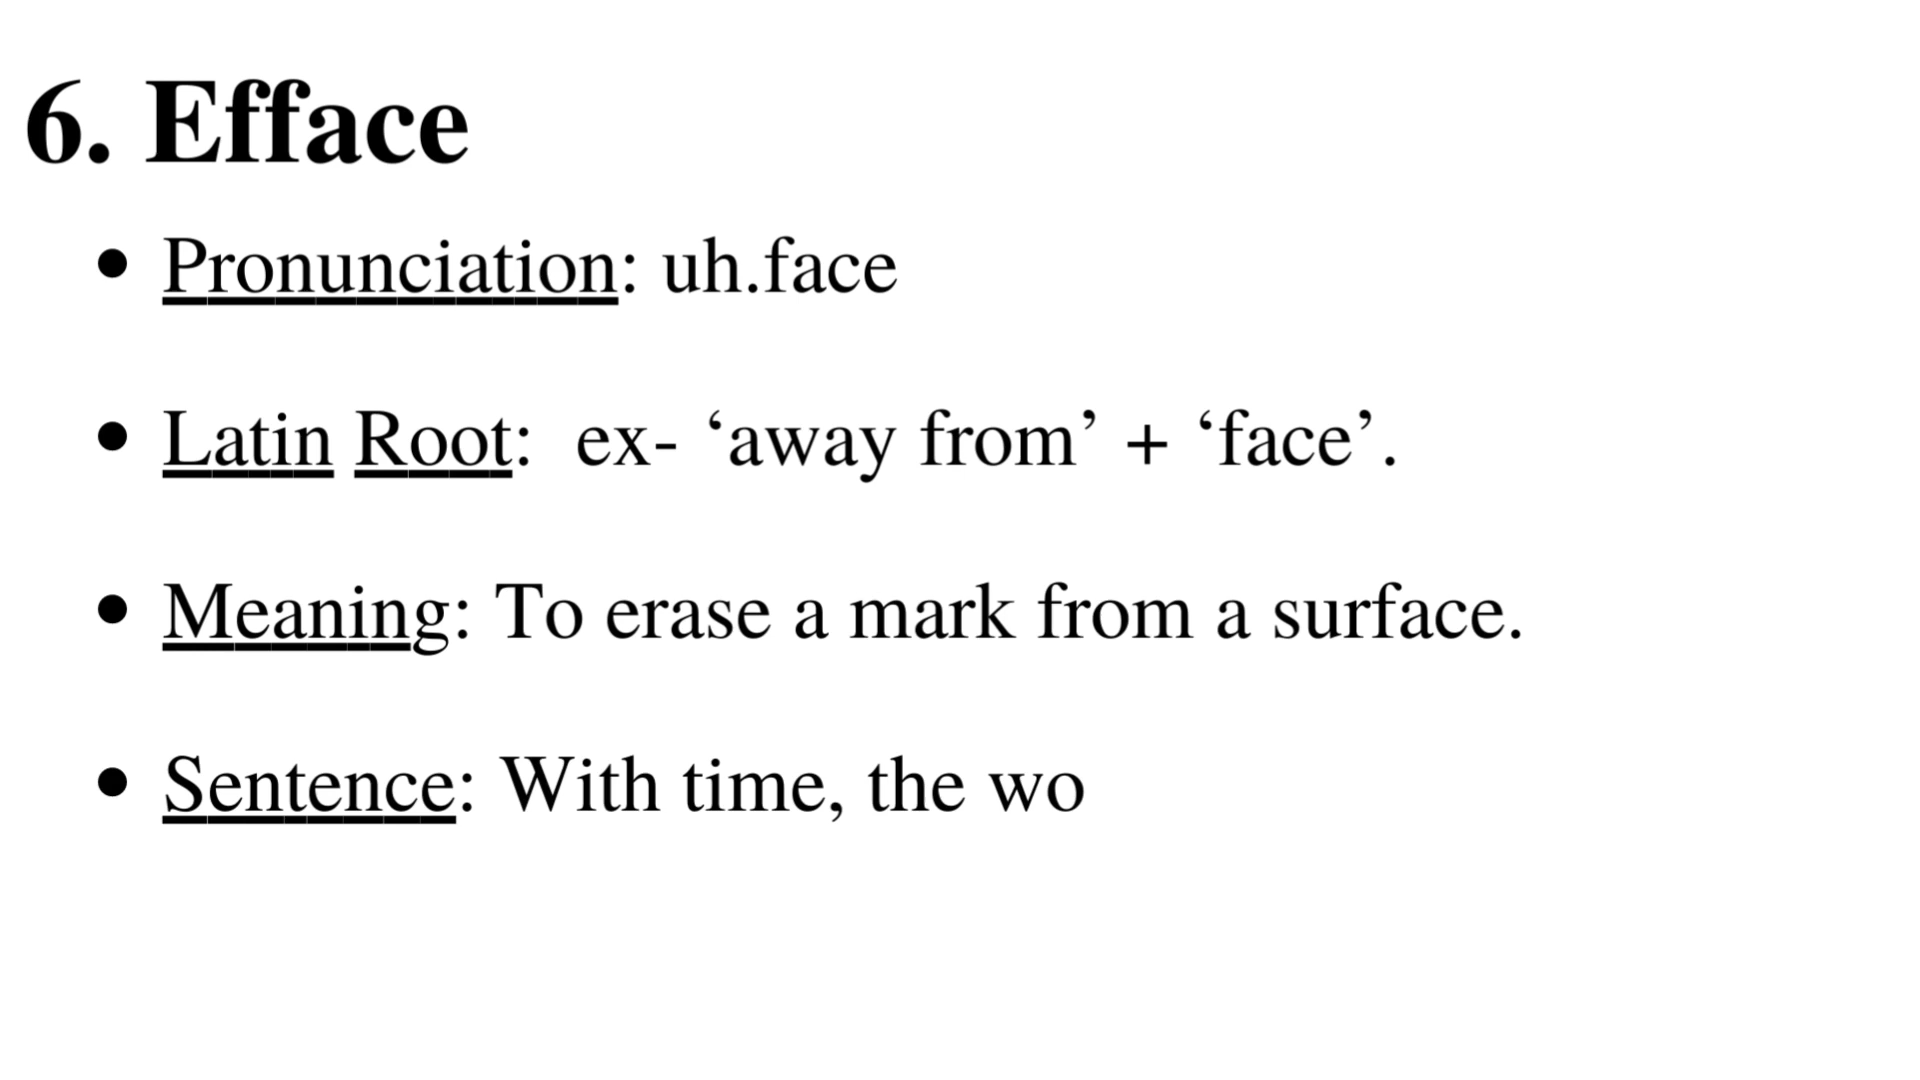 6. Efface
• Pronunciation: uh.face
• Latin Root:  ex- ‘away from’ + ‘face’.
• Meaning: To erase a mark from a surface.
• Sentence: With time, the wo